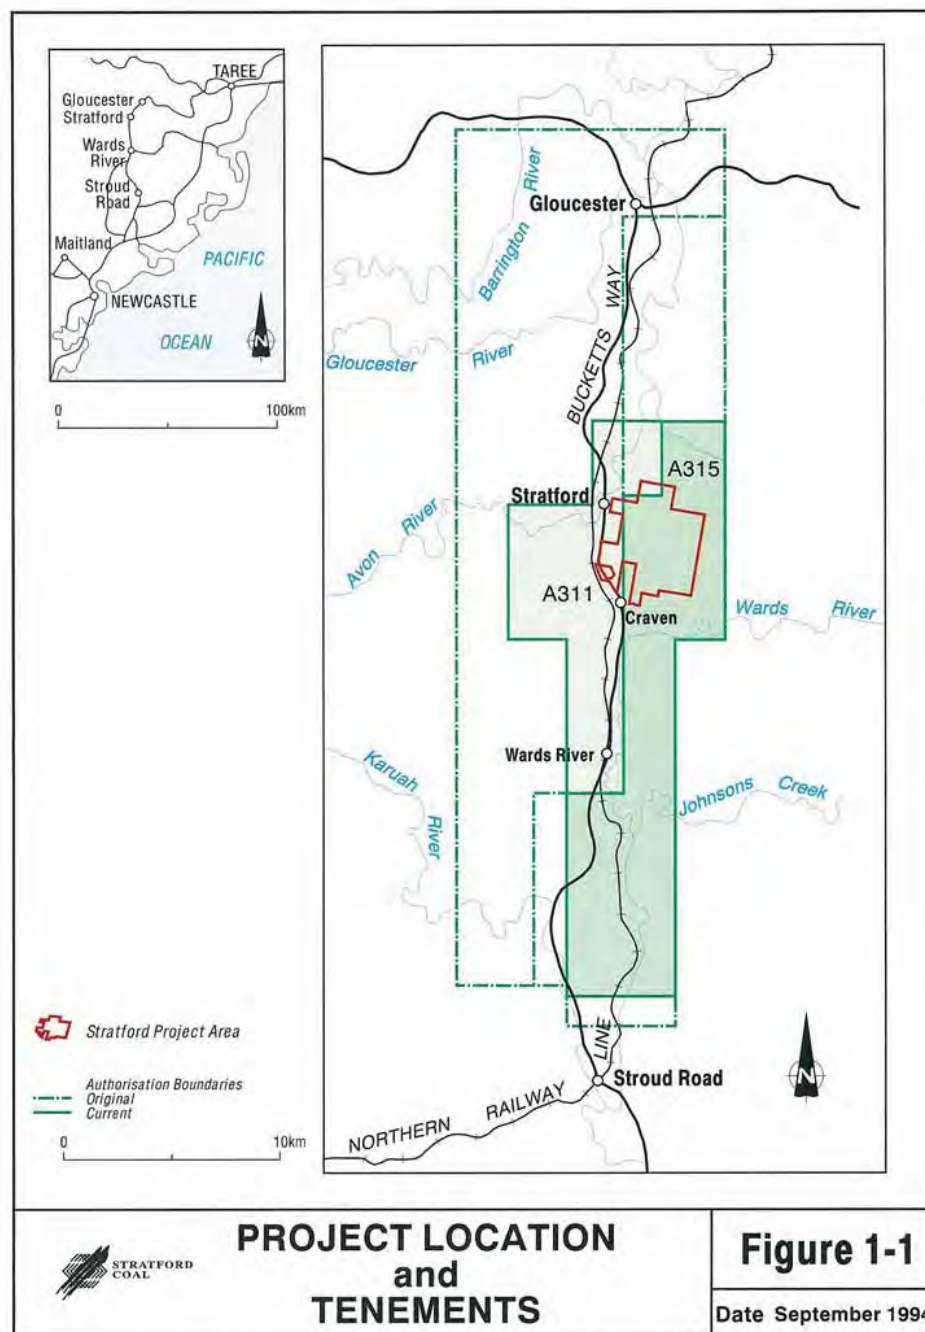 TAREE
Gloucester
Stratford
Wards
River
Stroud
Road
Maitland
PACIFIC
NEWCASTLE
OCEAN
N
0 100km
Barrington River
Gloucester
BUCKETTS WAY
Gloucester River
A315
Stratford
Avon River
A311
Craven
Wards River
Wards River
Karuah River
Johnsons Creek
Stratford Project Area
Authorisation Boundaries
Original
Current
0 10km
N
Stroud Road
NORTHERN RAILWAY LINE
STRATFORD
COAL
PROJECT LOCATION
and
TENEMENTS
Figure 1-1
Date September 1994